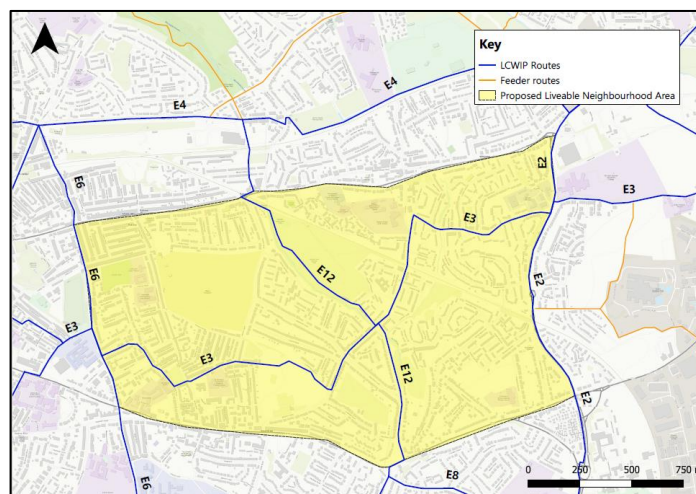 Key
LCWIP Routes
Feeder routes
Proposed Liveable Neighbourhood Area
E4
E4
E6
E2
E3
E3
E6
E12
E2
E3
E3
E12
E2
E8
E6
0 250 500 750